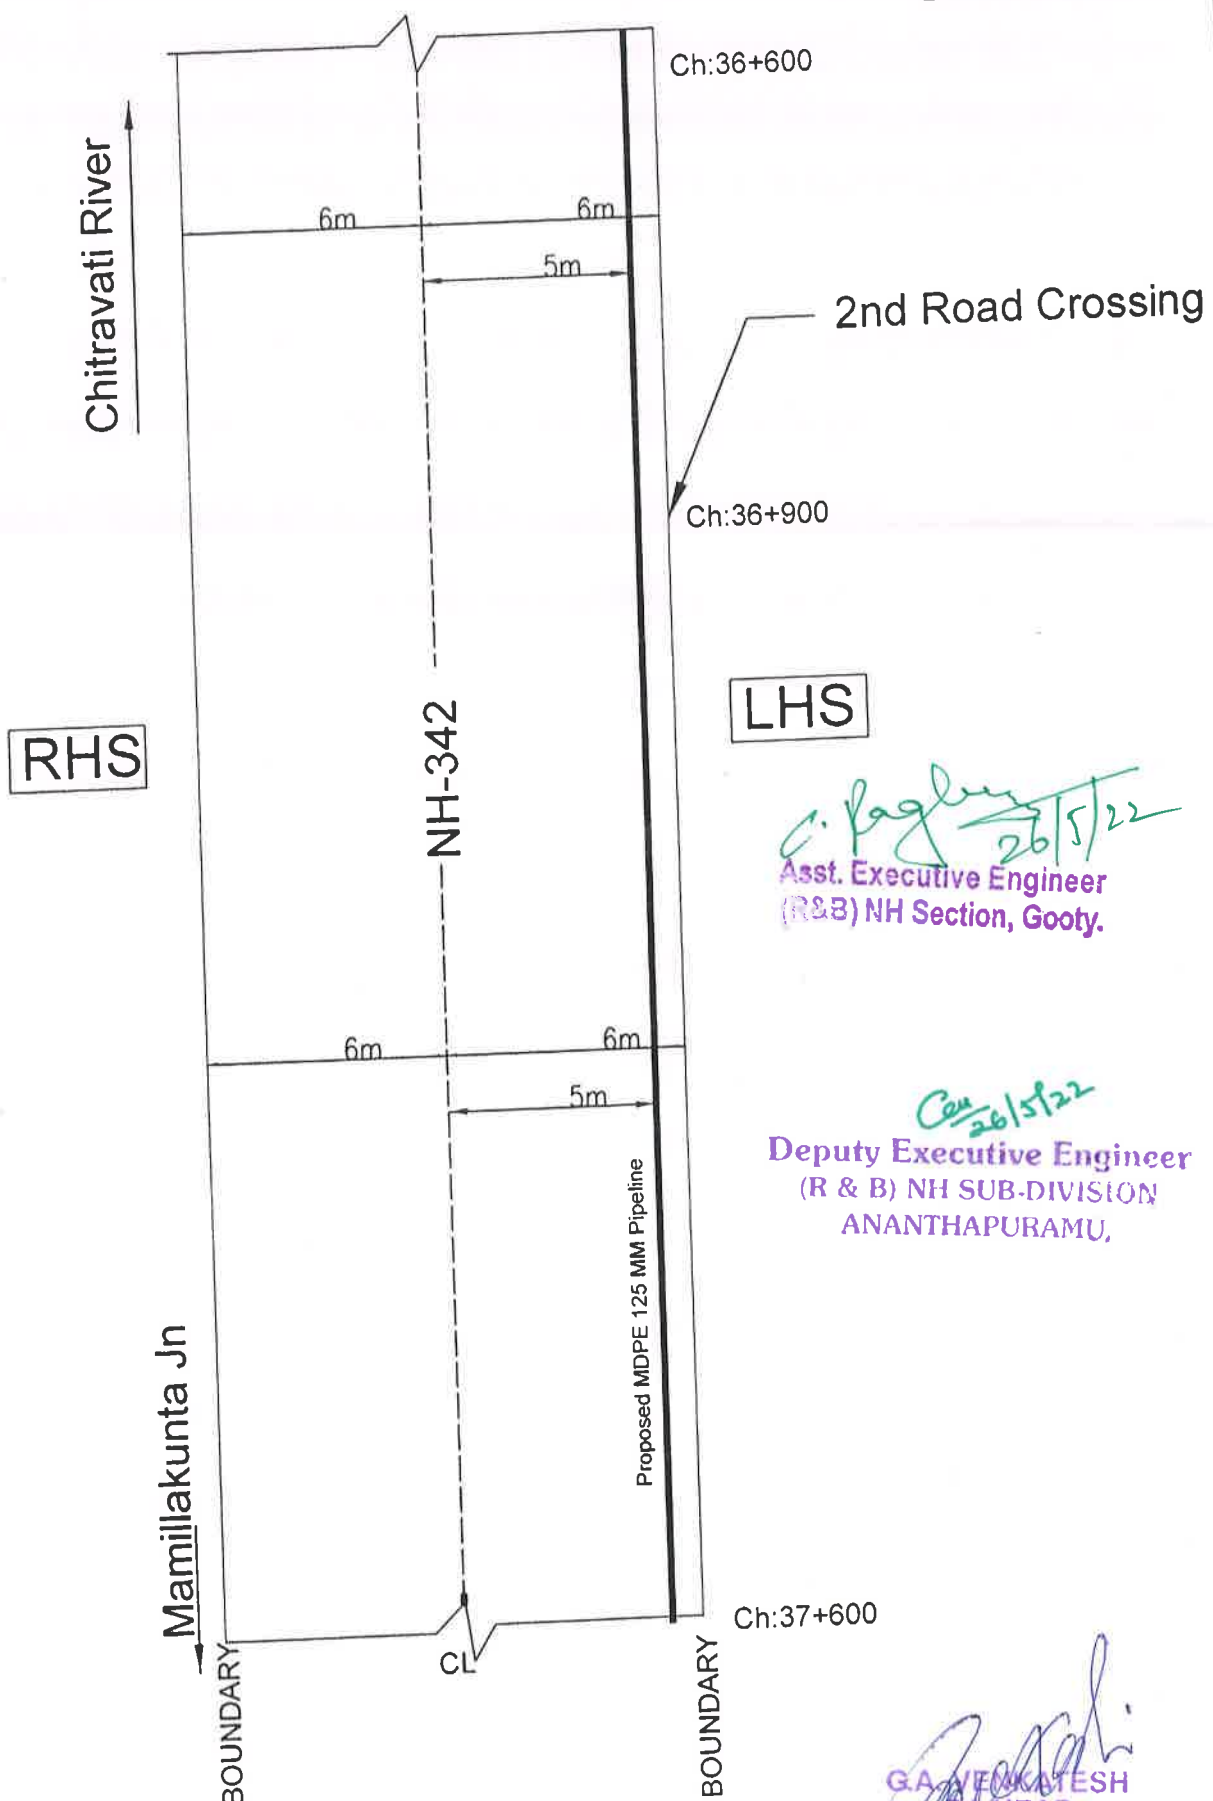 Ch:36+600
Chitravati River
6m
6m
5m
2nd Road Crossing
Ch:36+900
RHS
NH-342
LHS
26/5/22
Asst. Executive Engineer
(R&B) NH Section, Gooty.
6m
6m
5m
26/5/22
Deputy Executive Engineer
(R & B) NH SUB-DIVISION
ANANTHAPURAMU.
Proposed MDPE 125 MM Pipeline
Mamillakunta Jn
Ch:37+600
CL
BOUNDARY
BOUNDARY
G.A. VENKATESH